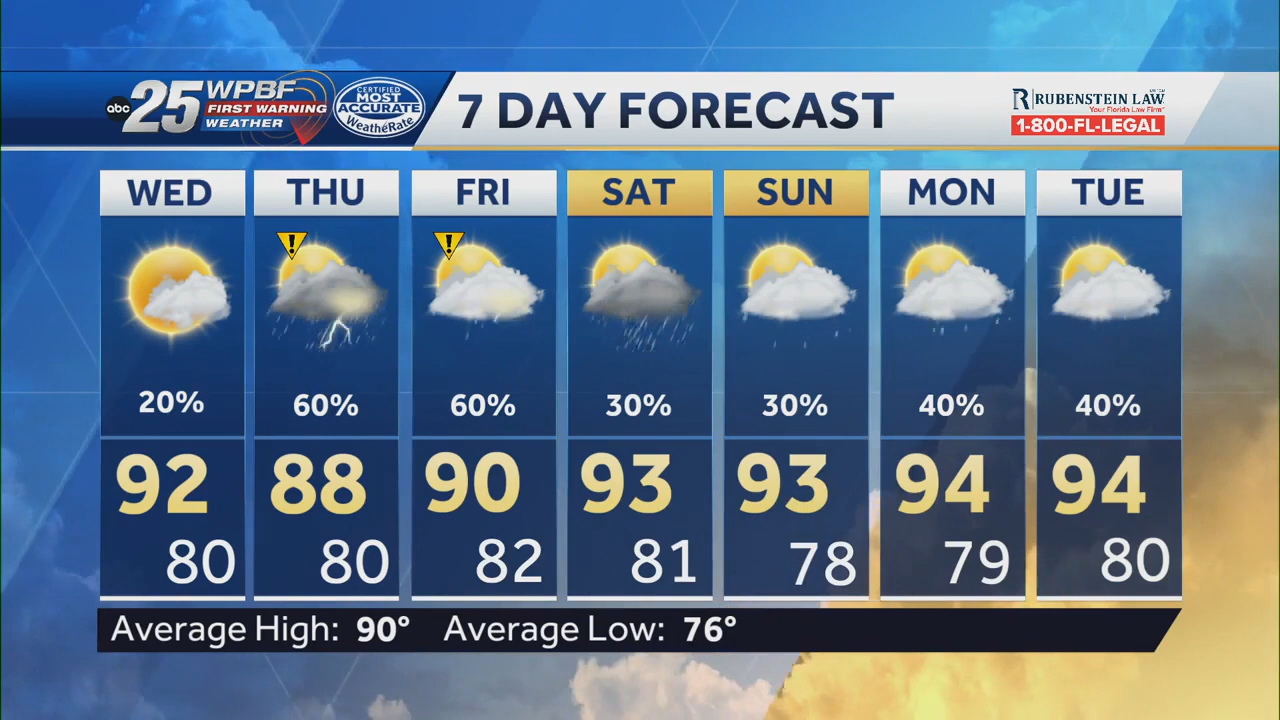 abc 25 WPBF
FIRST WARNING
WEATHER
CERTIFIED
MOST
ACCURATE
WeatheRate
7 DAY FORECAST
RUBENSTEIN LAW
Your Florida Law Firm
1-800-FL-LEGAL
WED THU FRI SAT SUN MON TUE
! !
20% 60% 60% 30% 30% 40% 40%
92 88 90 93 93 94 94
80 80 82 81 78 79 80
Average High: 90° Average Low: 76°